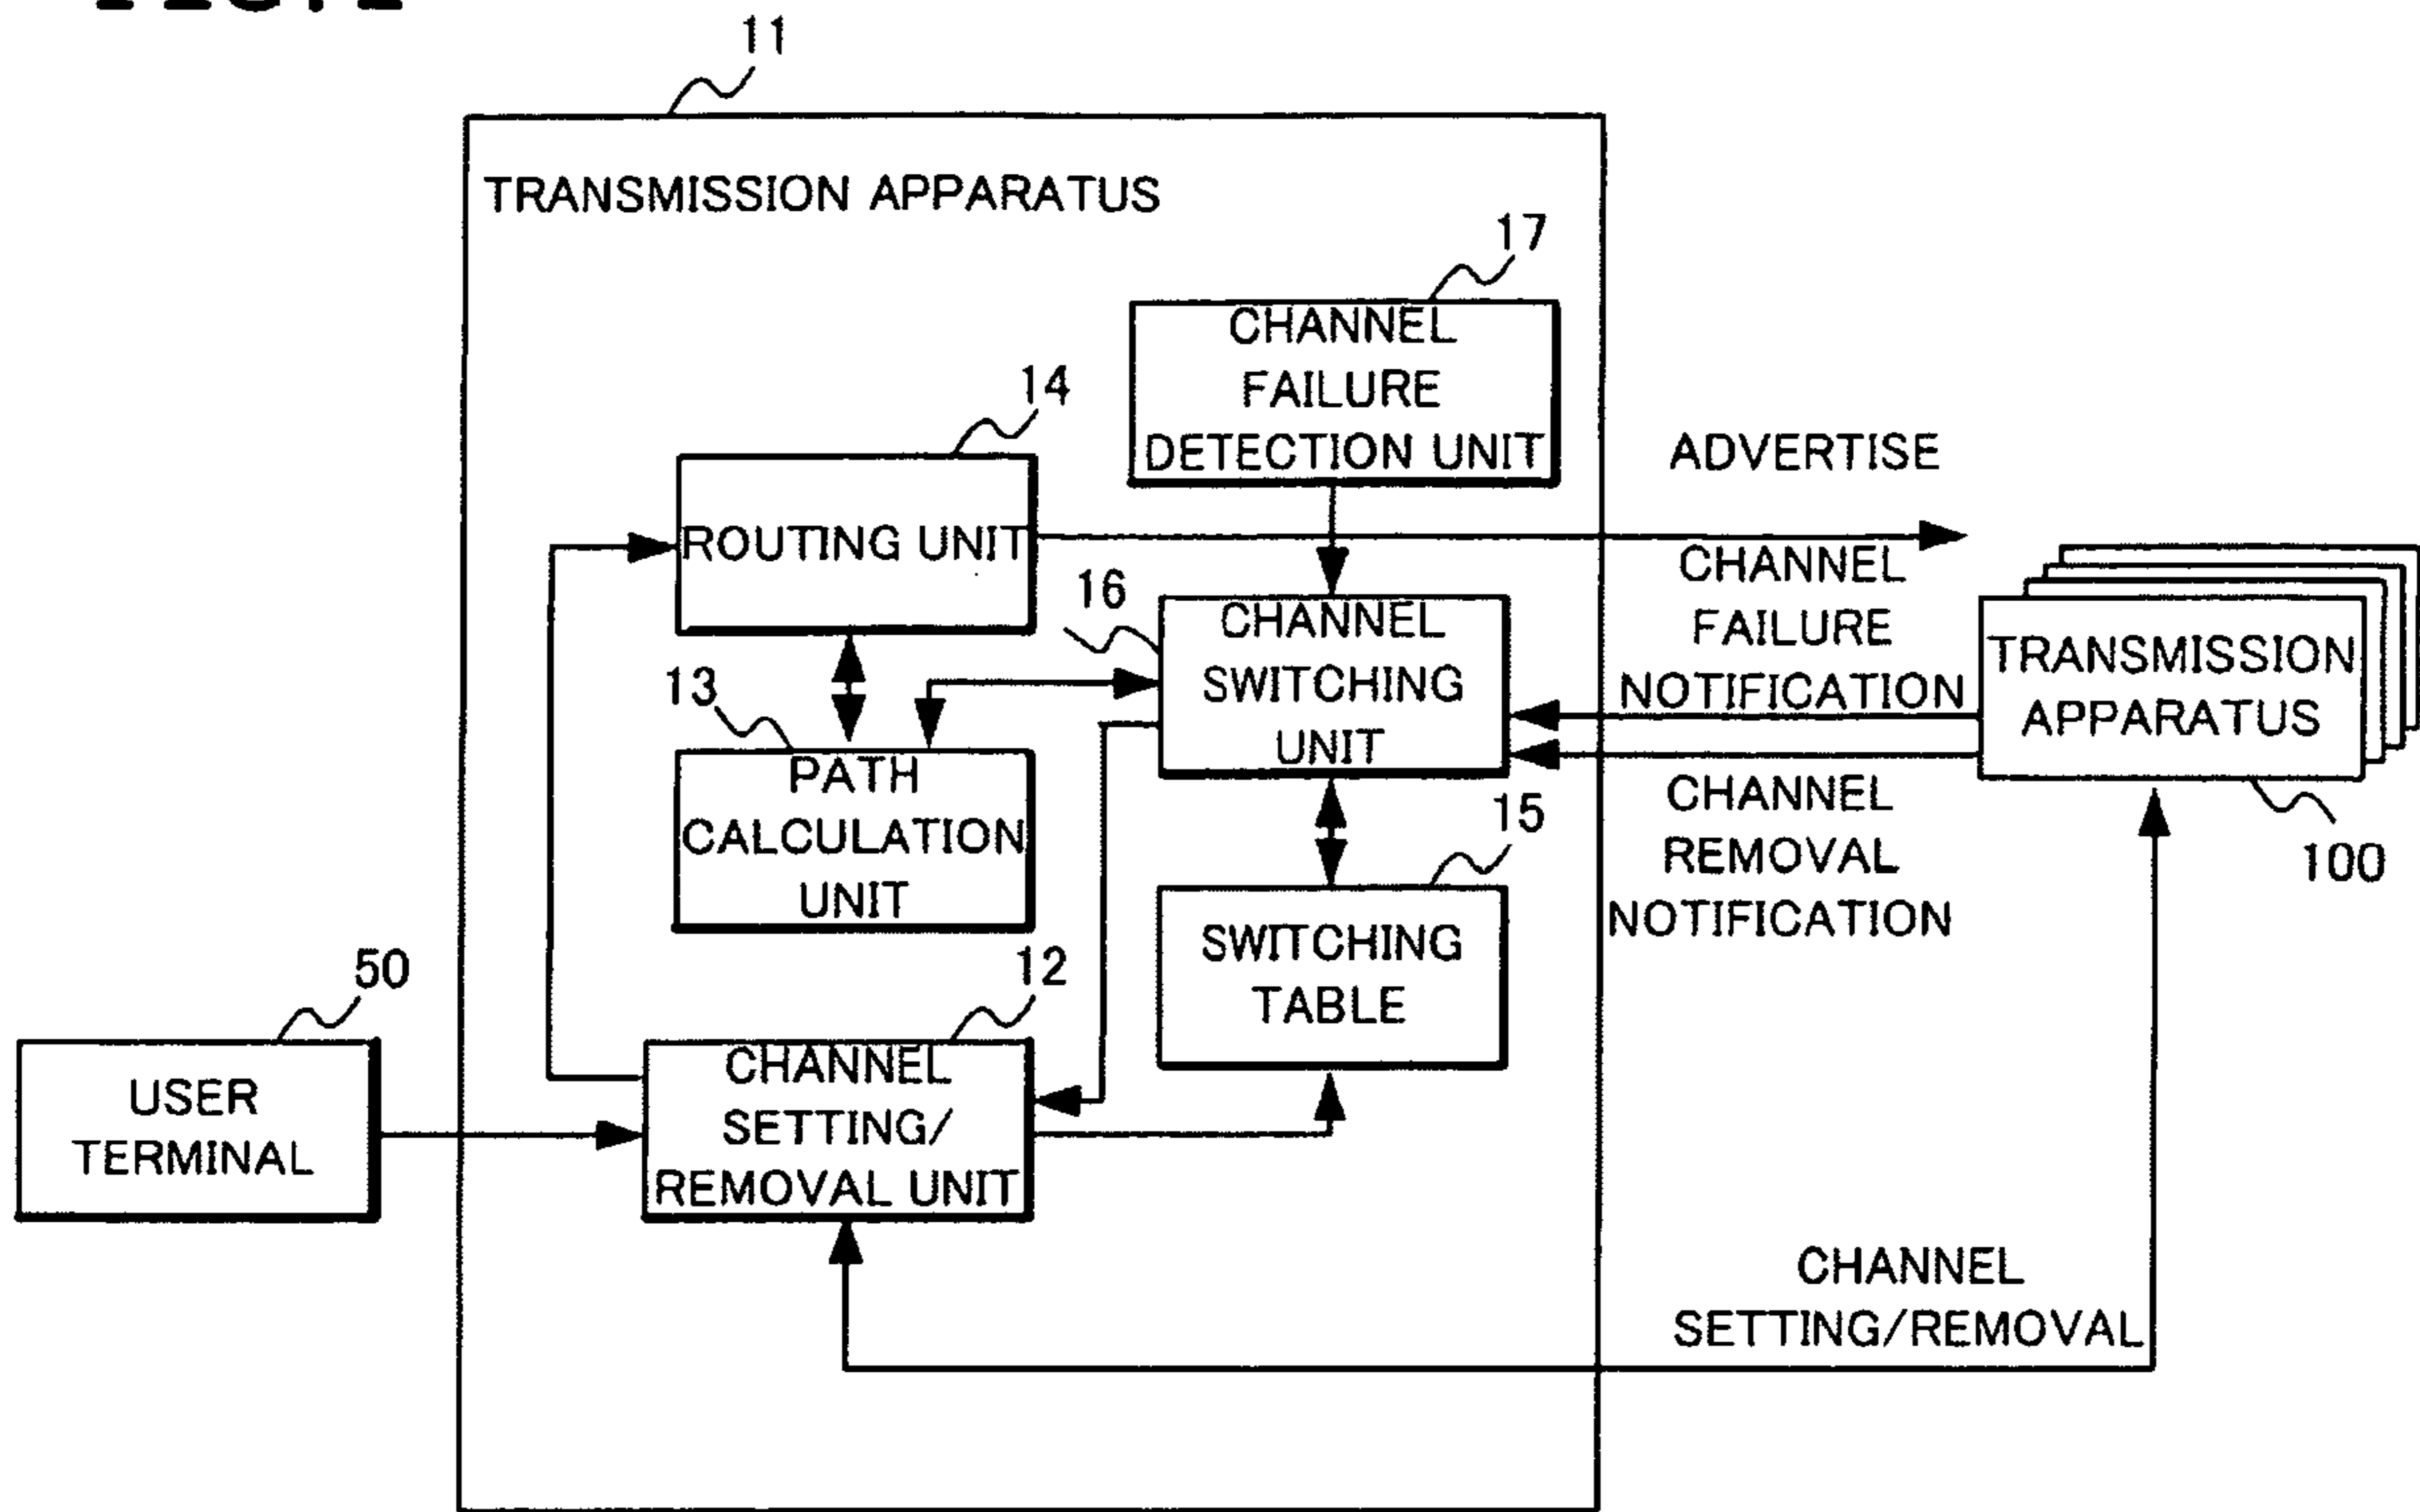 11
TRANSMISSION APPARATUS
17
CHANNEL
FAILURE
DETECTION UNIT
14
ROUTING UNIT
ADVERTISE
CHANNEL
FAILURE
NOTIFICATION
16
CHANNEL
SWITCHING
UNIT
TRANSMISSION
APPARATUS
100
13
PATH
CALCULATION
UNIT
CHANNEL
REMOVAL
NOTIFICATION
15
SWITCHING
TABLE
50
USER
TERMINAL
12
CHANNEL
SETTING/
REMOVAL UNIT
CHANNEL
SETTING/REMOVAL